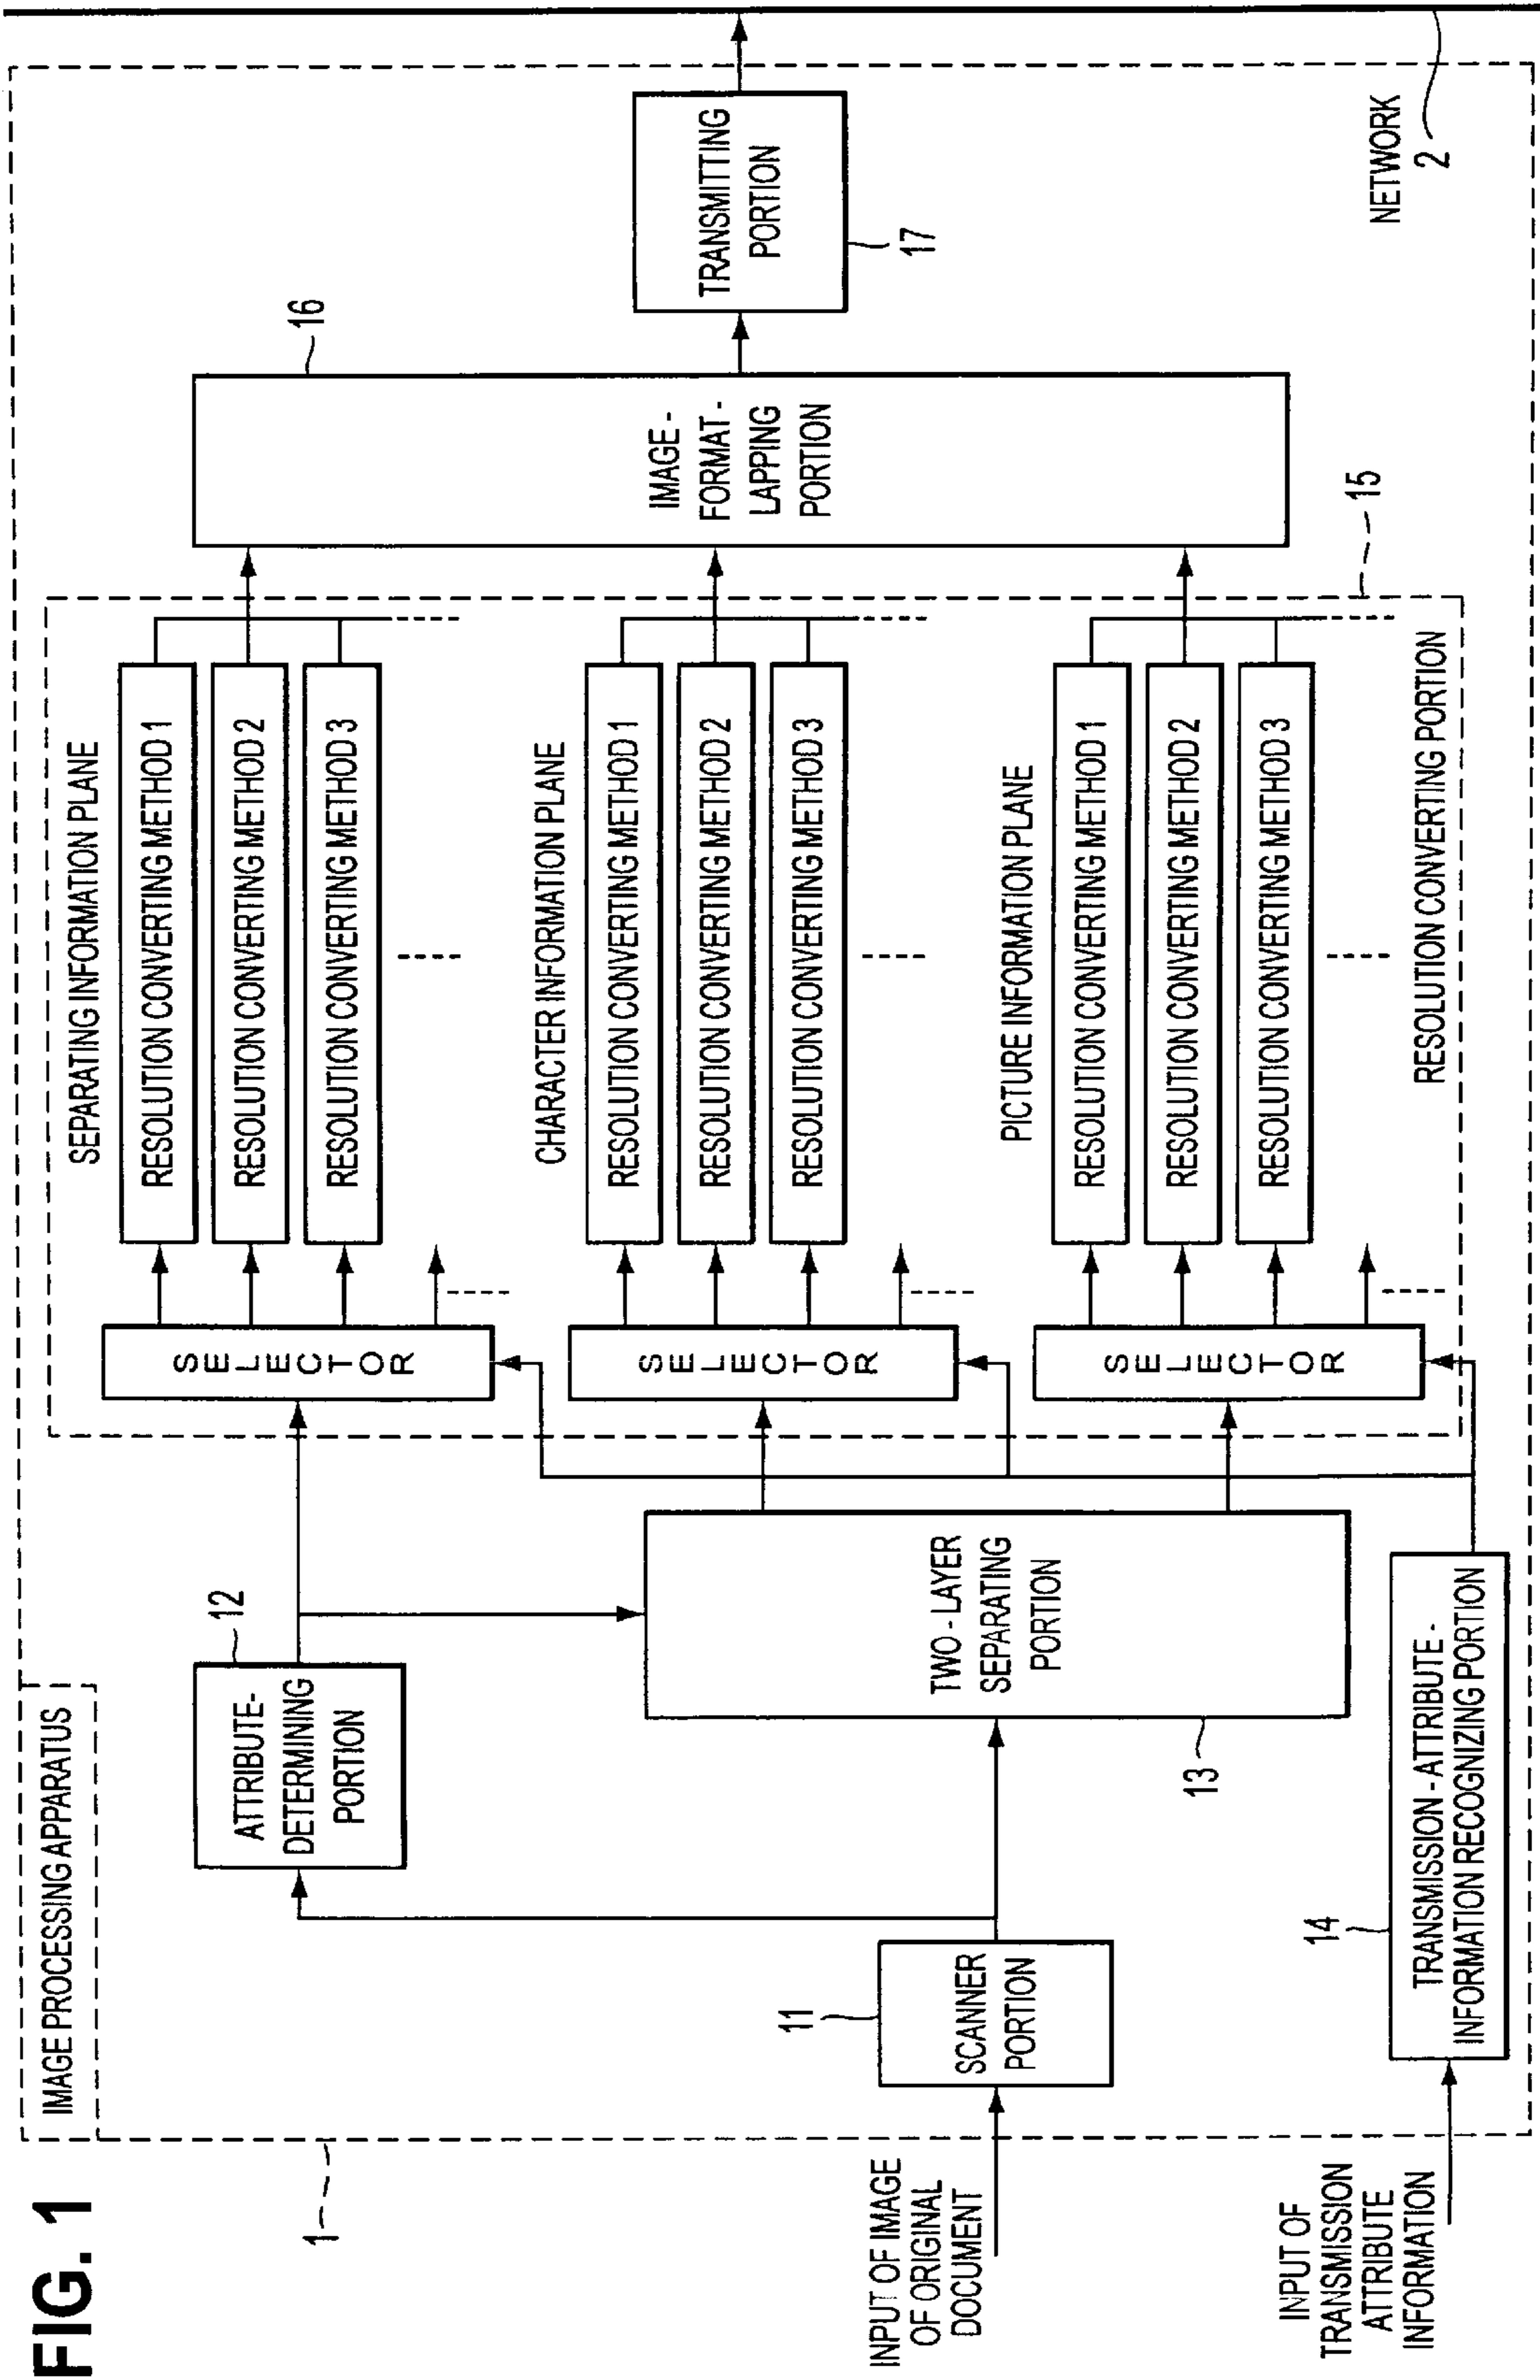 FIG. 1
IMAGE PROCESSING APPARATUS
1
INPUT OF IMAGE
OF ORIGINAL
DOCUMENT
INPUT OF
TRANSMISSION
ATTRIBUTE
INFORMATION
11
SCANNER
PORTION
12
ATTRIBUTE-
DETERMINING
PORTION
TWO - LAYER
SEPARATING
PORTION
13
14
TRANSMISSION - ATTRIBUTE -
INFORMATION RECOGNIZING PORTION
SEPARATING INFORMATION PLANE
SELECTOR
RESOLUTION CONVERTING METHOD 1
RESOLUTION CONVERTING METHOD 2
RESOLUTION CONVERTING METHOD 3
CHARACTER INFORMATION PLANE
SELECTOR
RESOLUTION CONVERTING METHOD 1
RESOLUTION CONVERTING METHOD 2
RESOLUTION CONVERTING METHOD 3
PICTURE INFORMATION PLANE
SELECTOR
RESOLUTION CONVERTING METHOD 1
RESOLUTION CONVERTING METHOD 2
RESOLUTION CONVERTING METHOD 3
RESOLUTION CONVERTING PORTION
15
16
IMAGE -
FORMAT -
LAPPING
PORTION
TRANSMITTING
PORTION
17
NETWORK
2